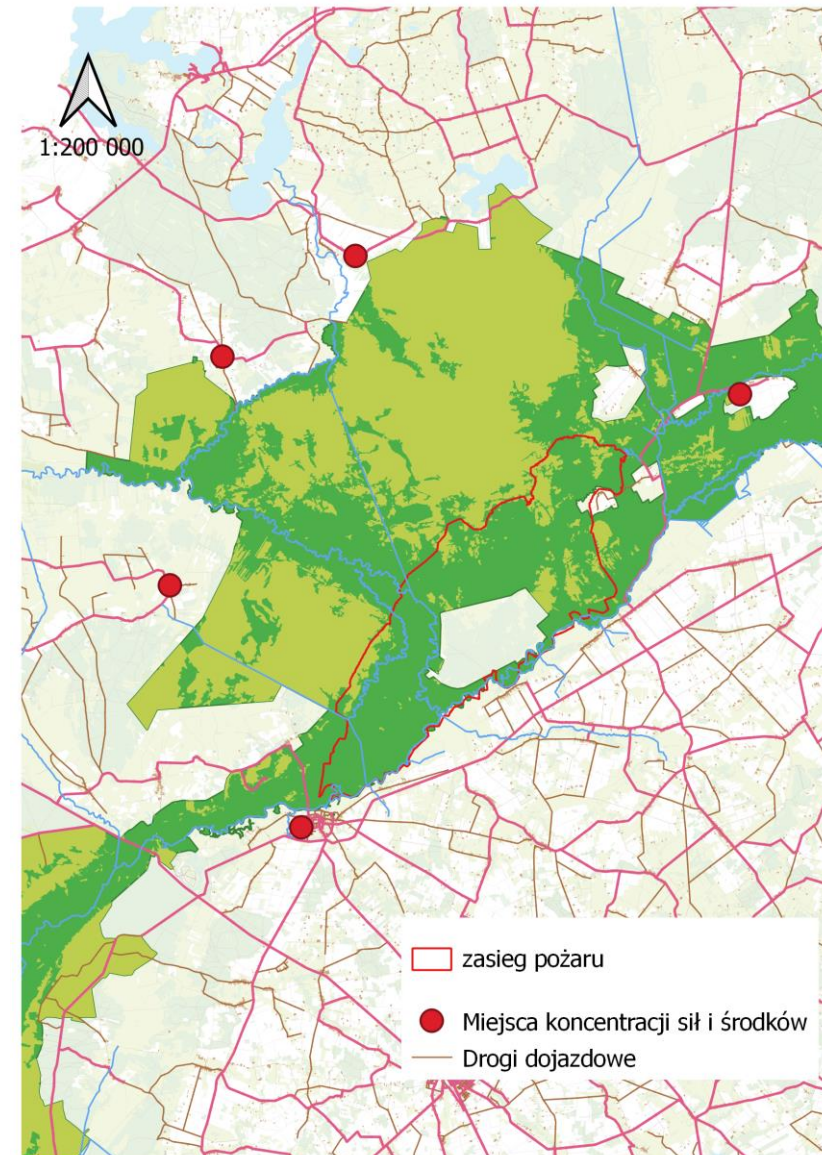 1:200 000
zasieg pożaru
Miejsca koncentracji sił i środków
Drogi dojazdowe